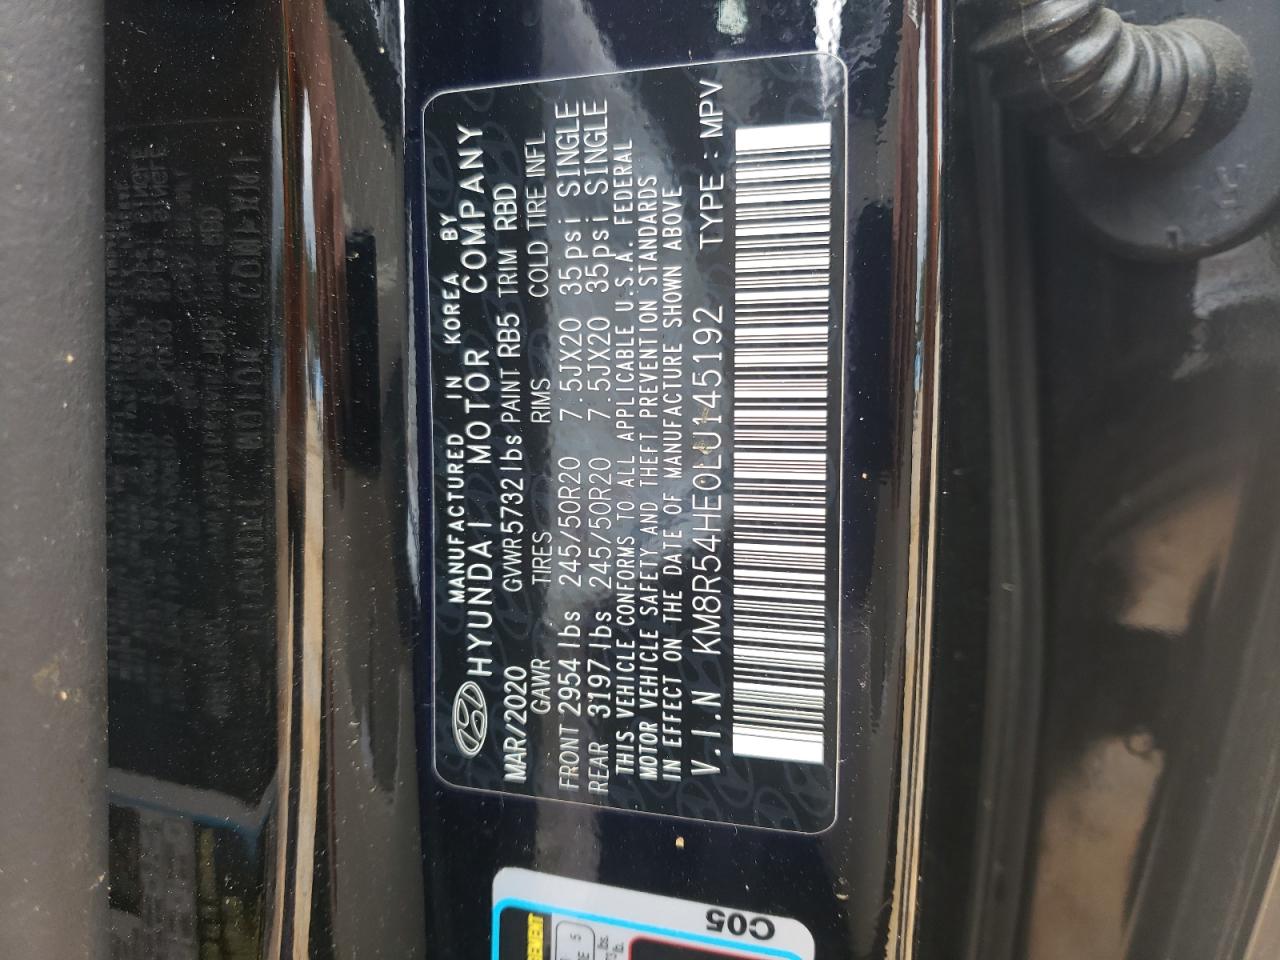 MANUFACTURED IN KOREA BY
HYUNDAI MOTOR COMPANY
MAR/2020 GVWR 5732 lbs PAINT RB5 TRIM RBD
GAWR TIRES RIMS COLD TIRE INFL
FRONT 2954 lbs 245/50R20 7.5JX20 35psi SINGLE
REAR 3197 lbs 245/50R20 7.5JX20 35psi SINGLE
THIS VEHICLE CONFORMS TO ALL APPLICABLE U.S.A. FEDERAL
MOTOR VEHICLE SAFETY AND THEFT PREVENTION STANDARDS
IN EFFECT ON THE DATE OF MANUFACTURE SHOWN ABOVE
V.I.N KM8R54HE0LU145192 TYPE : MPV
C05